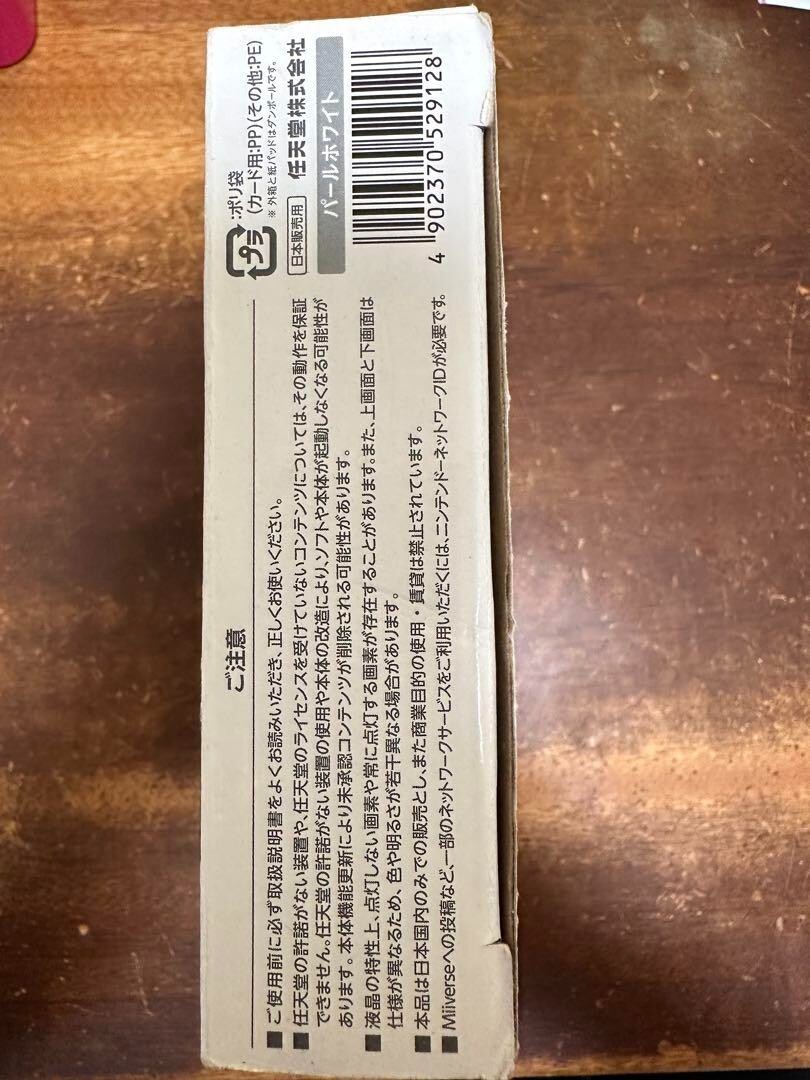 ご注意
■ご使用前に必ず取扱説明書をよくお読みいただき、正しくお使いください。
■任天堂の許諾がない装置や、任天堂のライセンスを受けていないコンテンツについては、その動作を保証
できません。任天堂の許諾がない装置の使用や本体の改造により、ソフトや本体が起動しなくなる可能性が
あります。本体機能更新により未承認コンテンツが削除される可能性があります。
■液晶の特性上、点灯しない画素や常に点灯する画素が存在することがあります。また、上画面と下画面は
仕様が異なるため、色や明るさが若干異なる場合があります。
■本品は日本国内のみでの販売とし、また商業目的の使用・賃貸は禁止されています。
■Miiverseへの投稿など、一部のネットワークサービスをご利用いただくには、ニンテンドーネットワークIDが必要です。
プラ
:ポリ袋
(カード用:PP)(その他:PE)
※外箱と紙パッドはダンボールです。
日本販売用
任天堂株式会社
パールホワイト
4 902370 529128